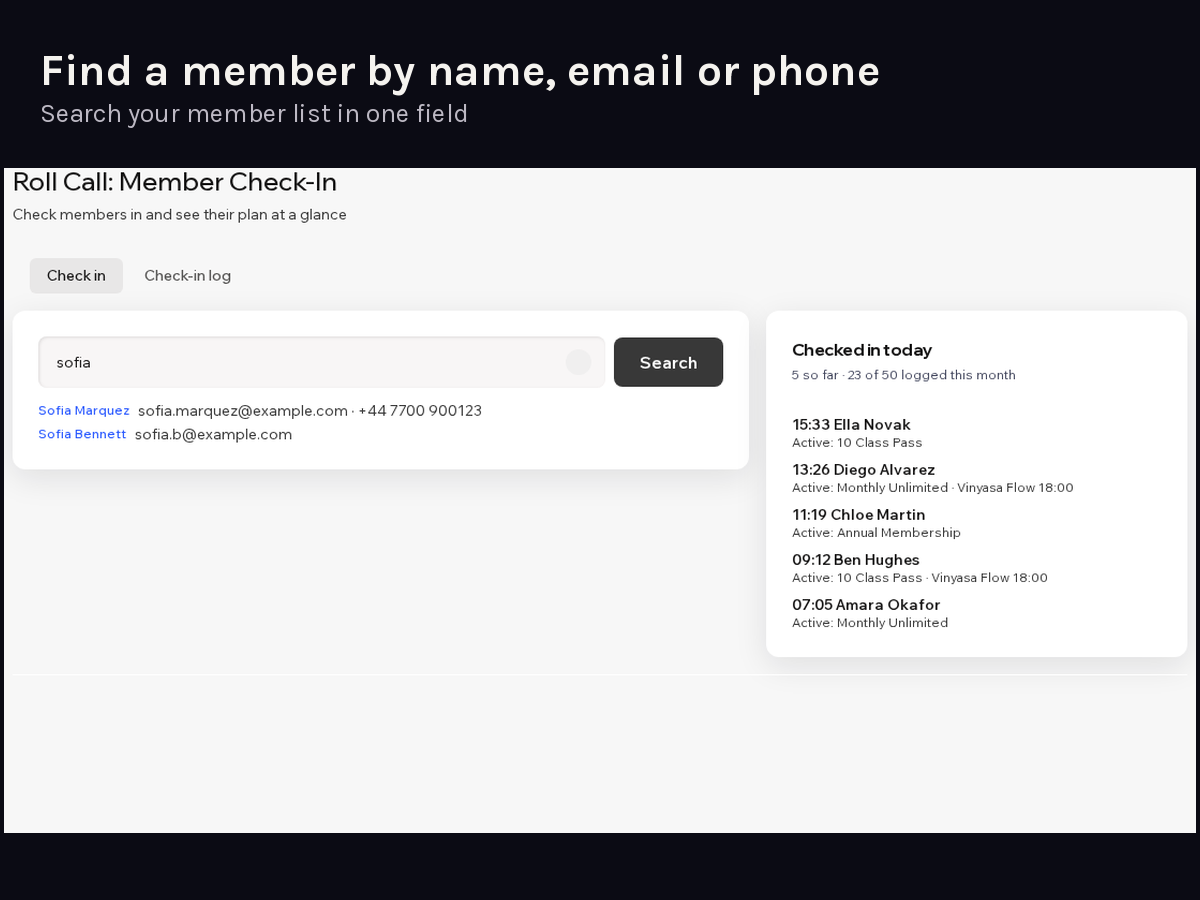 Find a member by name, email or phone
Search your member list in one field
Roll Call: Member Check-In
Check members in and see their plan at a glance
Check in
Check-in log
sofia
Search
Sofia Marquez sofia.marquez@example.com · +44 7700 900123
Sofia Bennett sofia.b@example.com
Checked in today
5 so far · 23 of 50 logged this month
15:33 Ella Novak
Active: 10 Class Pass
13:26 Diego Alvarez
Active: Monthly Unlimited · Vinyasa Flow 18:00
11:19 Chloe Martin
Active: Annual Membership
09:12 Ben Hughes
Active: 10 Class Pass · Vinyasa Flow 18:00
07:05 Amara Okafor
Active: Monthly Unlimited